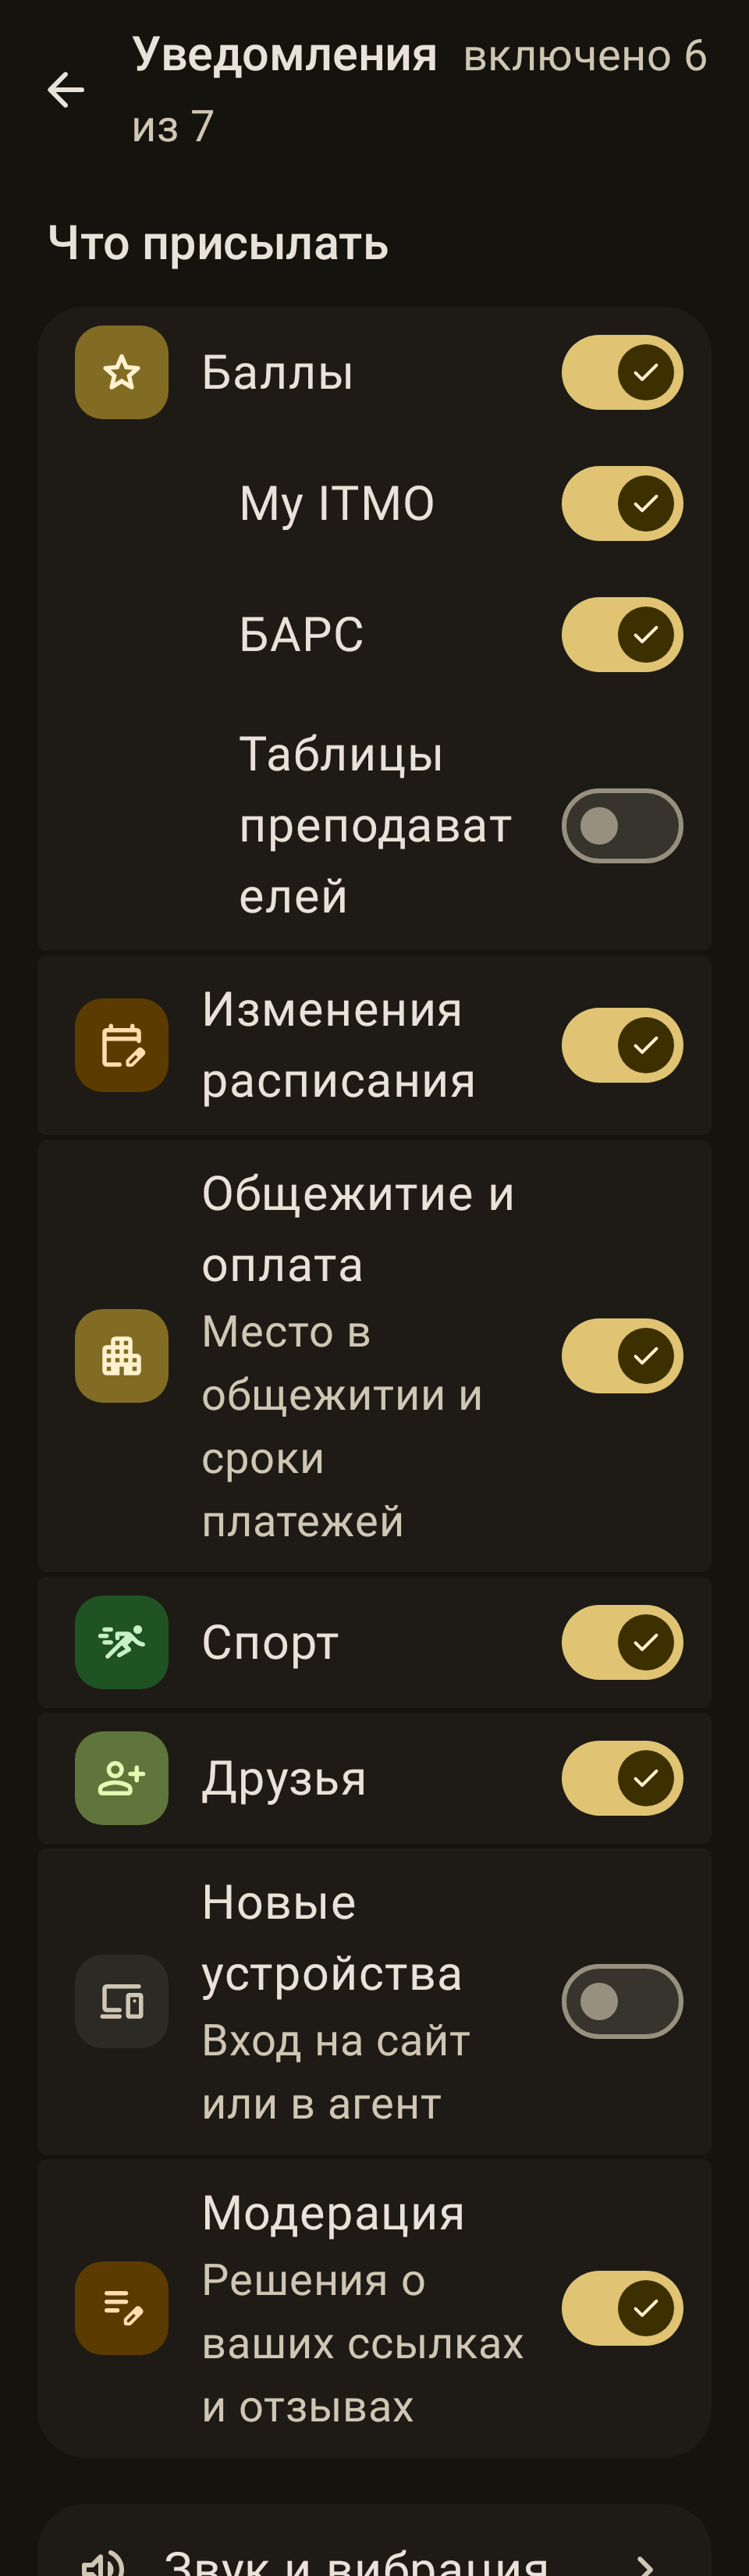 Уведомления включено 6
из 7
Что присылать
Баллы
My ITMO
БАРС
Таблицы
преподават
елей
Изменения
расписания
Общежитие и
оплата
Место в
общежитии и
сроки
платежей
Спорт
Друзья
Новые
устройства
Вход на сайт
или в агент
Модерация
Решения о
ваших ссылках
и отзывах
Звук и вибрация